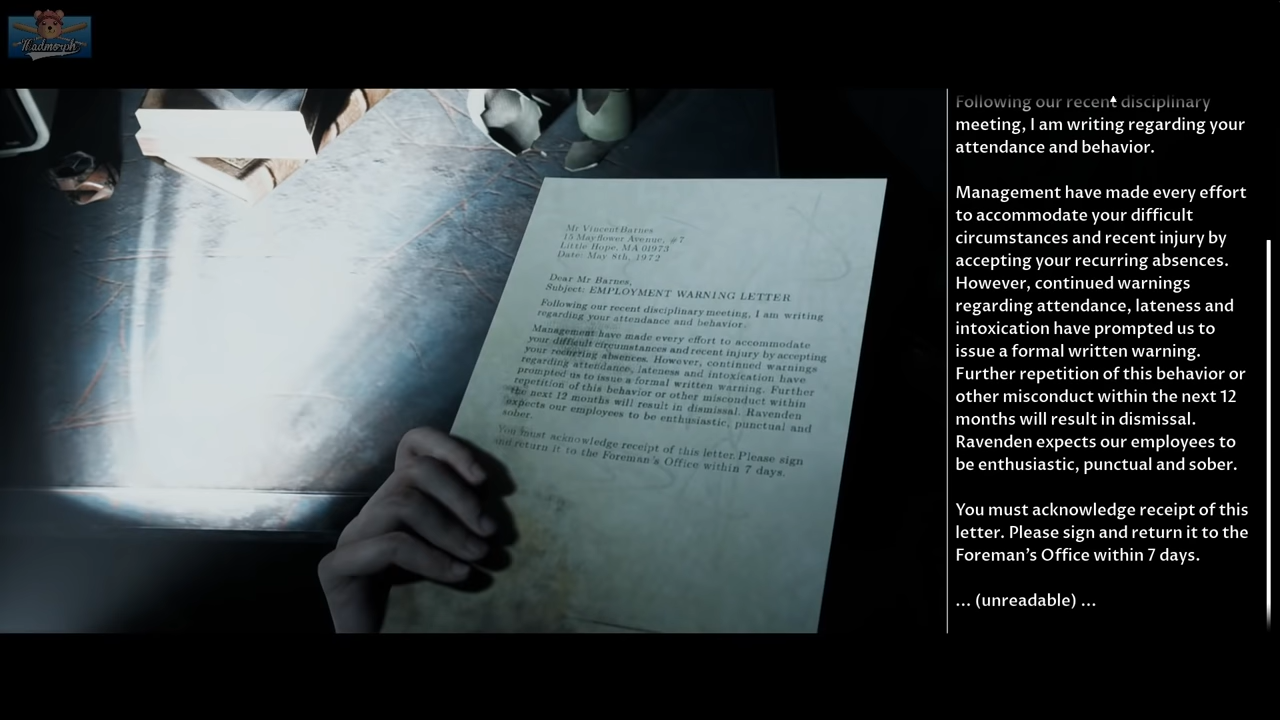 Madmorph
Mr Vincent Barnes
15 Mayflower Avenue, #7
Little Hope, MA 01973
Date: May 8th, 1972
Dear Mr Barnes,
Subject: EMPLOYMENT WARNING LETTER
Following our recent disciplinary meeting, I am writing
regarding your attendance and behavior.
Management have made every effort to accommodate
your difficult circumstances and recent injury by accepting
your recurring absences. However, continued warnings
regarding attendance, lateness and intoxication have
prompted us to issue a formal written warning. Further
repetition of this behavior or other misconduct within
the next 12 months will result in dismissal. Ravenden
expects our employees to be enthusiastic, punctual and
sober.
You must acknowledge receipt of this letter. Please sign
and return it to the Foreman's Office within 7 days.
Following our recent disciplinary
meeting, I am writing regarding your
attendance and behavior.
Management have made every effort
to accommodate your difficult
circumstances and recent injury by
accepting your recurring absences.
However, continued warnings
regarding attendance, lateness and
intoxication have prompted us to
issue a formal written warning.
Further repetition of this behavior or
other misconduct within the next 12
months will result in dismissal.
Ravenden expects our employees to
be enthusiastic, punctual and sober.
You must acknowledge receipt of this
letter. Please sign and return it to the
Foreman's Office within 7 days.
... (unreadable) ...